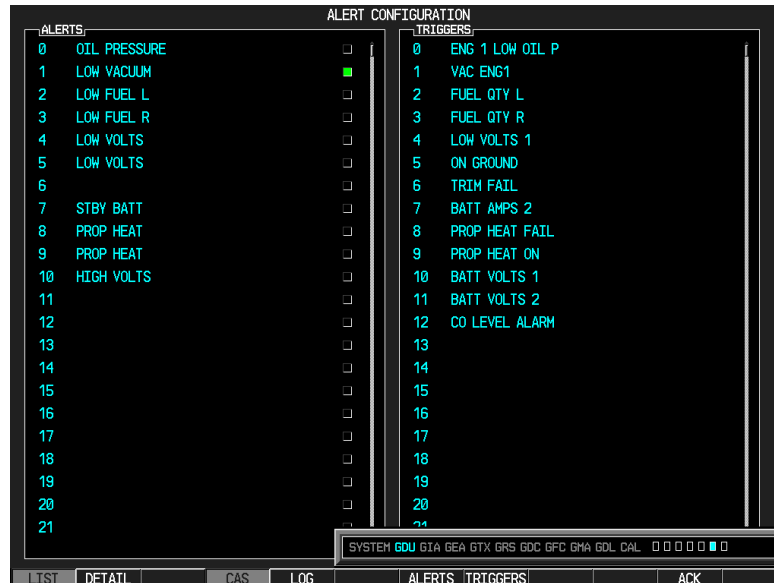 ALERT CONFIGURATION
ALERTS
0 OIL PRESSURE
1 LOW VACUUM
2 LOW FUEL L
3 LOW FUEL R
4 LOW VOLTS
5 LOW VOLTS
6
7 STBY BATT
8 PROP HEAT
9 PROP HEAT
10 HIGH VOLTS
11
12
13
14
15
16
17
18
19
20
21
TRIGGERS
0 ENG 1 LOW OIL P
1 VAC ENG1
2 FUEL QTY L
3 FUEL QTY R
4 LOW VOLTS 1
5 ON GROUND
6 TRIM FAIL
7 BATT AMPS 2
8 PROP HEAT FAIL
9 PROP HEAT ON
10 BATT VOLTS 1
11 BATT VOLTS 2
12 CO LEVEL ALARM
13
14
15
16
17
18
19
20
21
SYSTEM GDU GIA GEA GTX GRS GDC GFC GMA GDL CAL
LIST DETAIL CAS LOG ALERTS TRIGGERS ACK